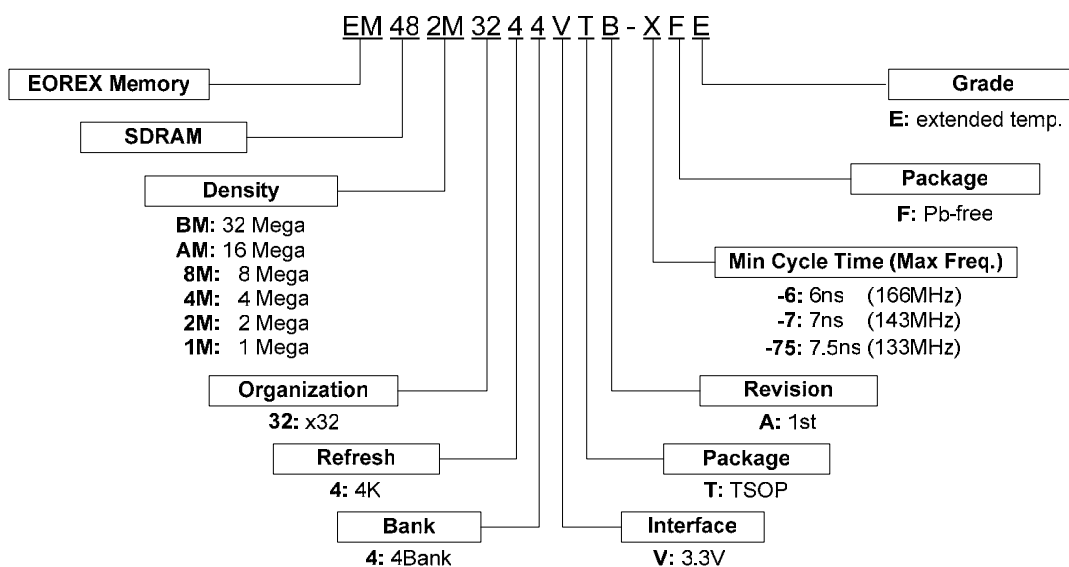 EM 48 2M 32 4 4 V T B - X F E
EOREX Memory
SDRAM
Density
BM: 32 Mega
AM: 16 Mega
8M: 8 Mega
4M: 4 Mega
2M: 2 Mega
1M: 1 Mega
Organization
32: x32
Refresh
4: 4K
Bank
4: 4Bank
Grade
E: extended temp.
Package
F: Pb-free
Min Cycle Time (Max Freq.)
-6: 6ns (166MHz)
-7: 7ns (143MHz)
-75: 7.5ns (133MHz)
Revision
A: 1st
Package
T: TSOP
Interface
V: 3.3V